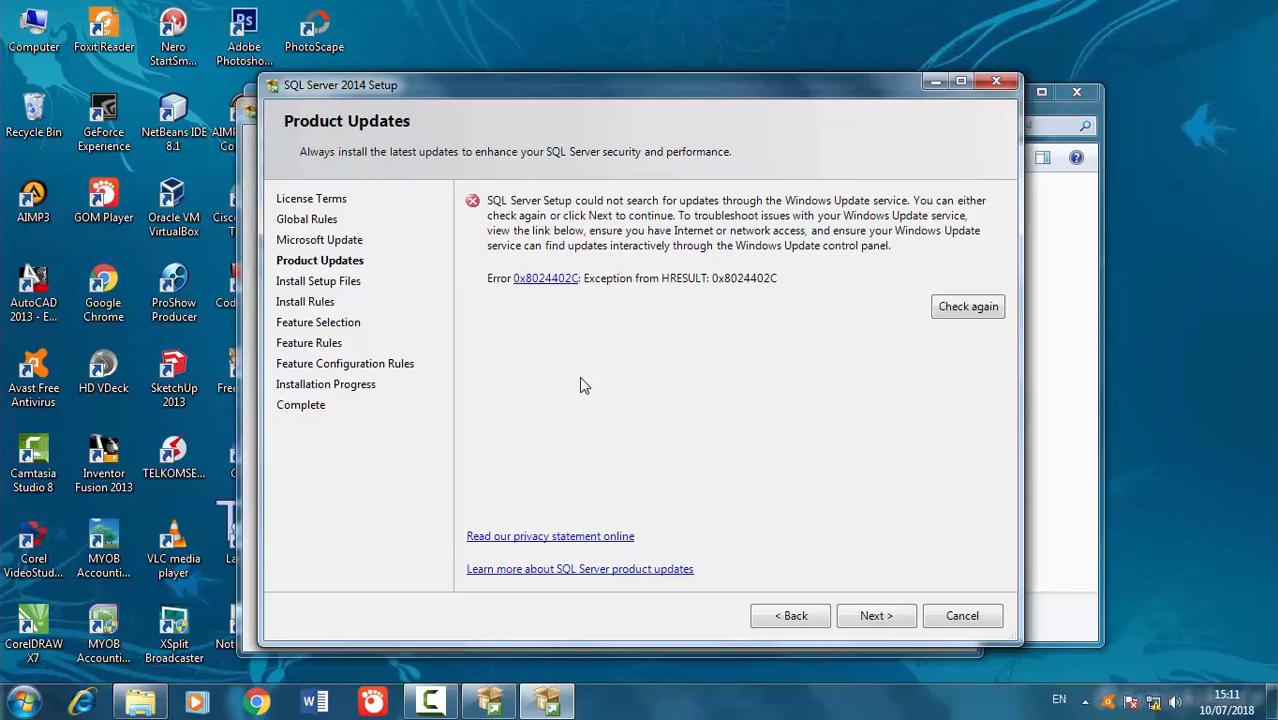 Computer
Foxit Reader
Nero
StartSm...
Adobe
Photosho...
PhotoScape
Recycle Bin
GeForce
Experience
NetBeans IDE
8.1
AIMP
Co
AIMP3
GOM Player
Oracle VM
VirtualBox
Cisc
T
AutoCAD
2013 - E...
Google
Chrome
ProShow
Producer
Cod
Avast Free
Antivirus
HD VDeck
SketchUp
2013
Free
Camtasia
Studio 8
Inventor
Fusion 2013
TELKOMSE...
Corel
VideoStud...
MYOB
Accounti...
VLC media
player
La
CorelDRAW
X7
MYOB
Accounti...
XSplit
Broadcaster
Not
SQL Server 2014 Setup
Product Updates
Always install the latest updates to enhance your SQL Server security and performance.
License Terms
Global Rules
Microsoft Update
Product Updates
Install Setup Files
Install Rules
Feature Selection
Feature Rules
Feature Configuration Rules
Installation Progress
Complete
SQL Server Setup could not search for updates through the Windows Update service. You can either
check again or click Next to continue. To troubleshoot issues with your Windows Update service,
view the link below, ensure you have Internet or network access, and ensure your Windows Update
service can find updates interactively through the Windows Update control panel.
Error 0x8024402C: Exception from HRESULT: 0x8024402C
Check again
Read our privacy statement online
Learn more about SQL Server product updates
< Back
Next >
Cancel
EN
15:11
10/07/2018